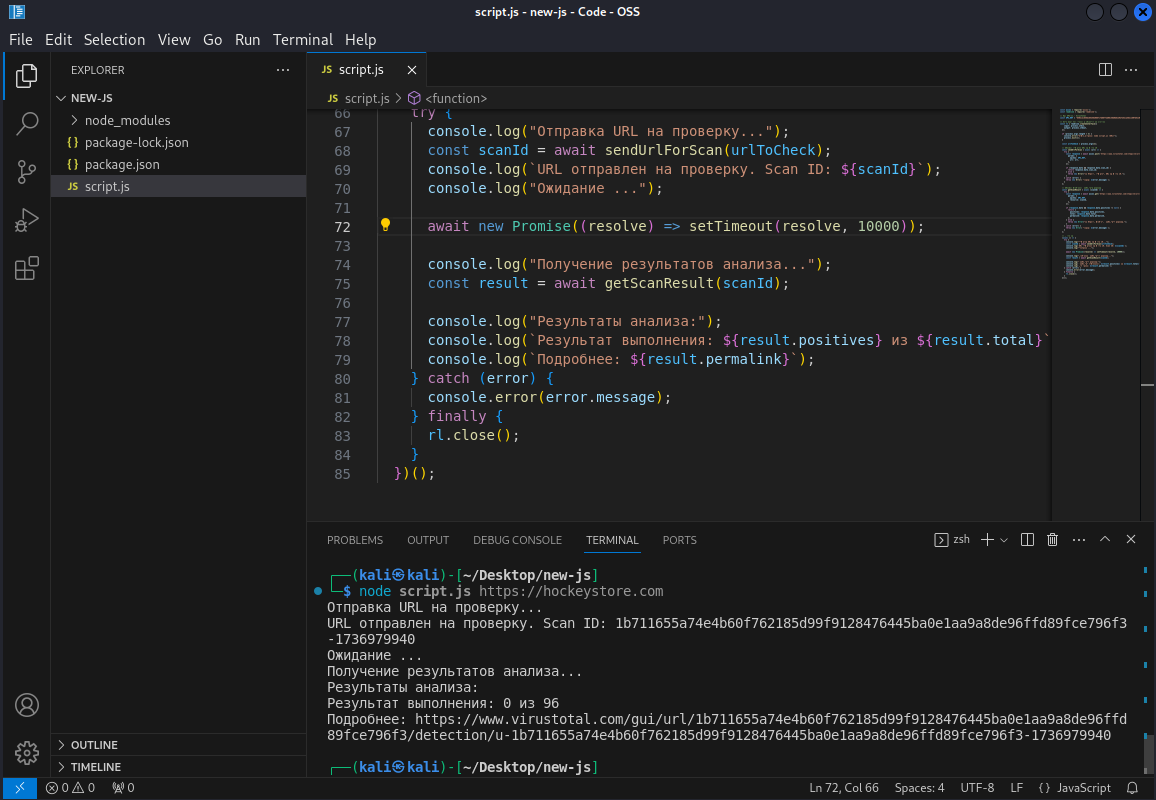 script.js - new-js - Code - OSS
File Edit Selection View Go Run Terminal Help
EXPLORER ···
NEW-JS
node_modules
{} package-lock.json
{} package.json
JS script.js
JS script.js
JS script.js > <function>
66 try {
67 console.log("Отправка URL на проверку...");
68 const scanId = await sendUrlForScan(urlToCheck);
69 console.log(`URL отправлен на проверку. Scan ID: ${scanId}`);
70 console.log("Ожидание ...");
71
72 await new Promise((resolve) => setTimeout(resolve, 10000));
73
74 console.log("Получение результатов анализа...");
75 const result = await getScanResult(scanId);
76
77 console.log("Результаты анализа:");
78 console.log(`Результат выполнения: ${result.positives} из ${result.total}`
79 console.log(`Подробнее: ${result.permalink}`);
80 } catch (error) {
81 console.error(error.message);
82 } finally {
83 rl.close();
84 }
85 })();
PROBLEMS OUTPUT DEBUG CONSOLE TERMINAL PORTS zsh
┌──(kali㉿kali)-[~/Desktop/new-js]
└─$ node script.js https://hockeystore.com
Отправка URL на проверку...
URL отправлен на проверку. Scan ID: 1b711655a74e4b60f762185d99f9128476445ba0e1aa9a8de96ffd89fce796f3
-1736979940
Ожидание ...
Получение результатов анализа...
Результаты анализа:
Результат выполнения: 0 из 96
Подробнее: https://www.virustotal.com/gui/url/1b711655a74e4b60f762185d99f9128476445ba0e1aa9a8de96ffd
89fce796f3/detection/u-1b711655a74e4b60f762185d99f9128476445ba0e1aa9a8de96ffd89fce796f3-1736979940
┌──(kali㉿kali)-[~/Desktop/new-js]
OUTLINE
TIMELINE
0 0 0 Ln 72, Col 66 Spaces: 4 UTF-8 LF {} JavaScript